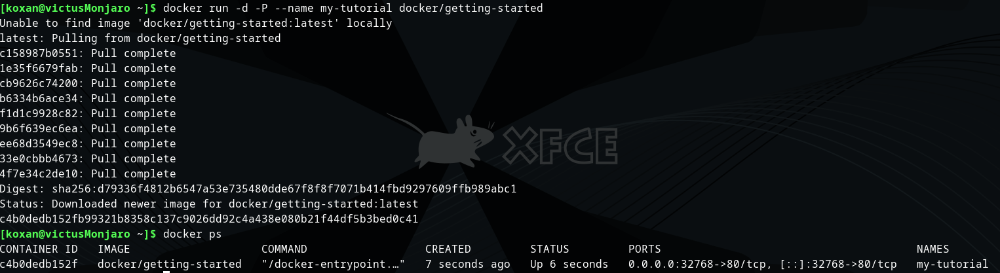 [koxan@victusMonjaro ~]$ docker run -d -P --name my-tutorial docker/getting-started
Unable to find image 'docker/getting-started:latest' locally
latest: Pulling from docker/getting-started
c158987b0551: Pull complete
1e35f6679fab: Pull complete
cb9626c74200: Pull complete
b6334b6ace34: Pull complete
f1d1c9928c82: Pull complete
9b6f639ec6ea: Pull complete
ee68d3549ec8: Pull complete
33e0cbbb4673: Pull complete
4f7e34c2de10: Pull complete
Digest: sha256:d79336f4812b6547a53e735480dde67f8f8f7071b414fbd9297609ffb989abc1
Status: Downloaded newer image for docker/getting-started:latest
c4b0dedb152fb99321b8358c137c9026dd92c4a438e080b21f44df5b3bed0c41
[koxan@victusMonjaro ~]$ docker ps
CONTAINER ID   IMAGE                    COMMAND                  CREATED         STATUS         PORTS                                       NAMES
c4b0dedb152f   docker/getting-started   "/docker-entrypoint.…"   7 seconds ago   Up 6 seconds   0.0.0.0:32768->80/tcp, [::]:32768->80/tcp   my-tutorial
XFCE